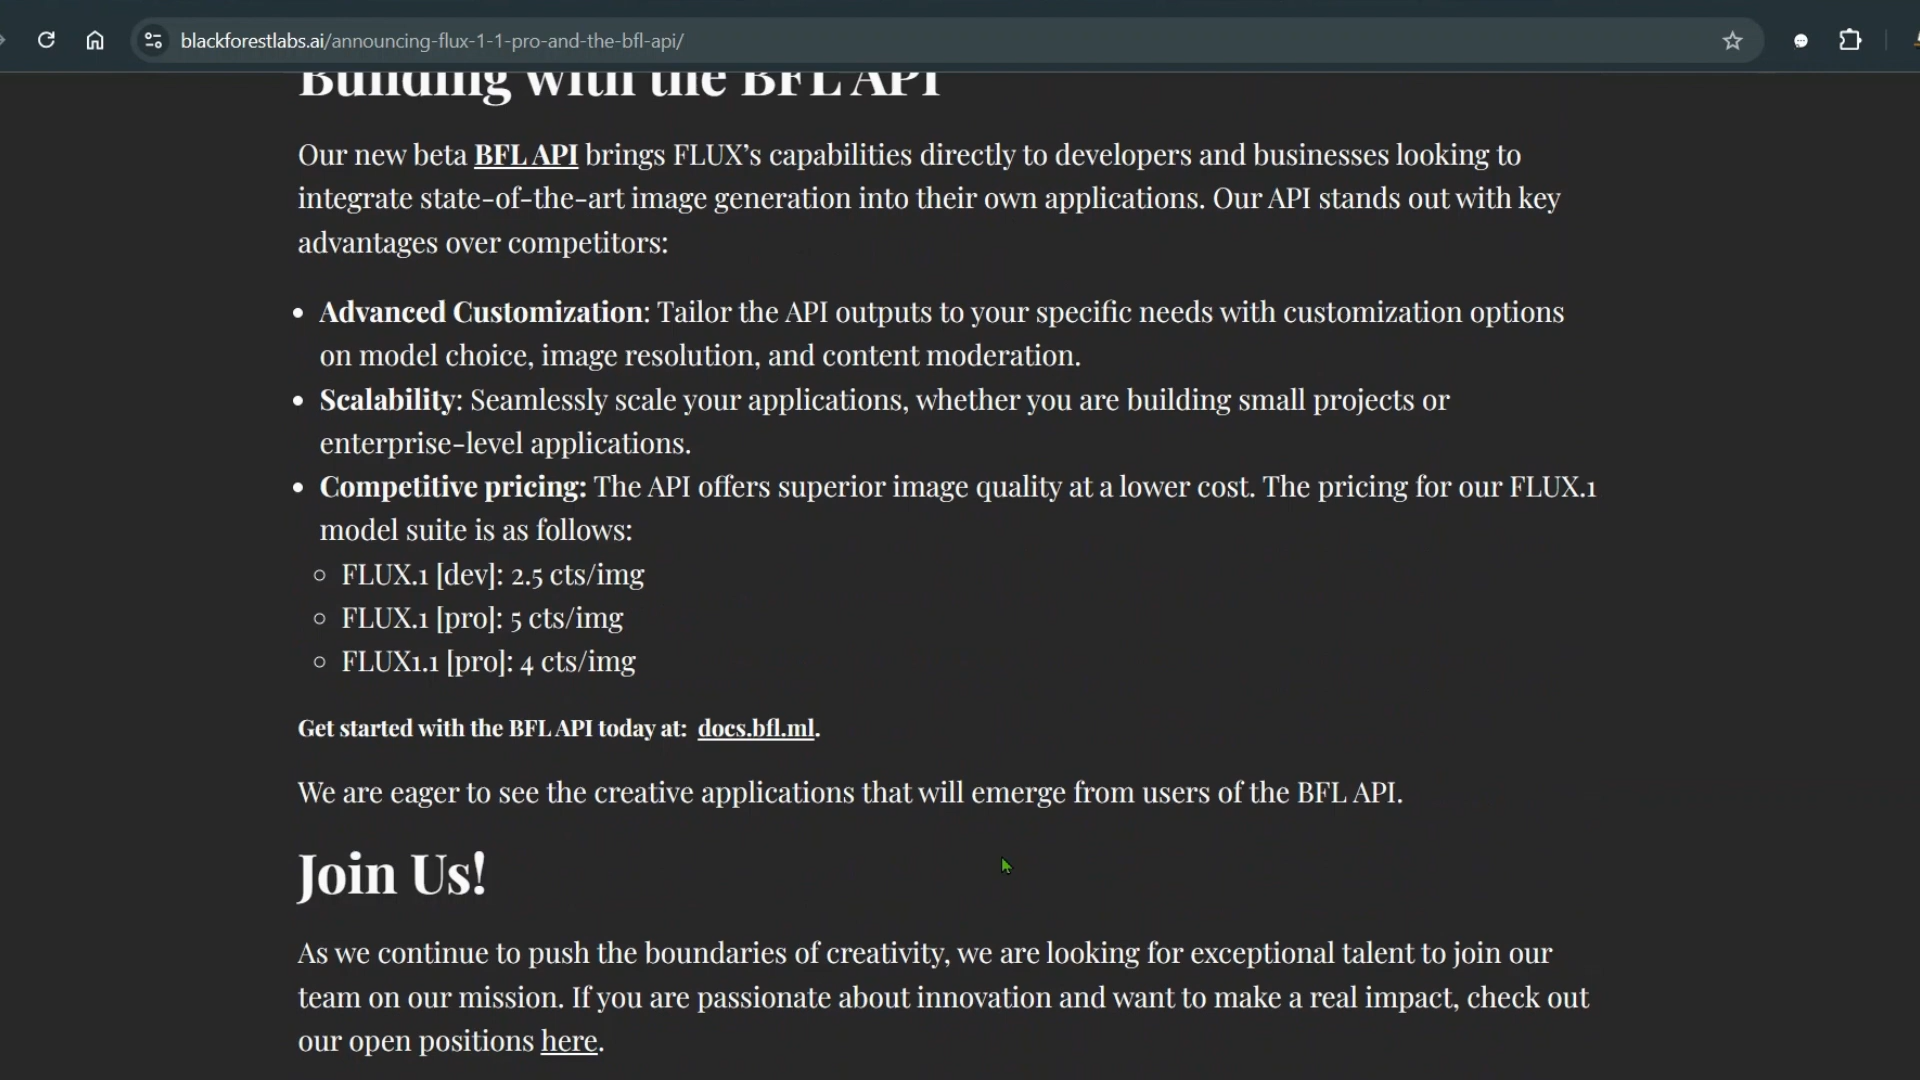 blackforestlabs.ai/announcing-flux-1-1-pro-and-the-bfl-api/
Building with the BFL API
Our new beta BFL API brings FLUX’s capabilities directly to developers and businesses looking to
integrate state-of-the-art image generation into their own applications. Our API stands out with key
advantages over competitors:
• Advanced Customization: Tailor the API outputs to your specific needs with customization options
on model choice, image resolution, and content moderation.
• Scalability: Seamlessly scale your applications, whether you are building small projects or
enterprise-level applications.
• Competitive pricing: The API offers superior image quality at a lower cost. The pricing for our FLUX.1
model suite is as follows:
○ FLUX.1 [dev]: 2.5 cts/img
○ FLUX.1 [pro]: 5 cts/img
○ FLUX1.1 [pro]: 4 cts/img
Get started with the BFL API today at: docs.bfl.ml.
We are eager to see the creative applications that will emerge from users of the BFL API.
Join Us!
As we continue to push the boundaries of creativity, we are looking for exceptional talent to join our
team on our mission. If you are passionate about innovation and want to make a real impact, check out
our open positions here.